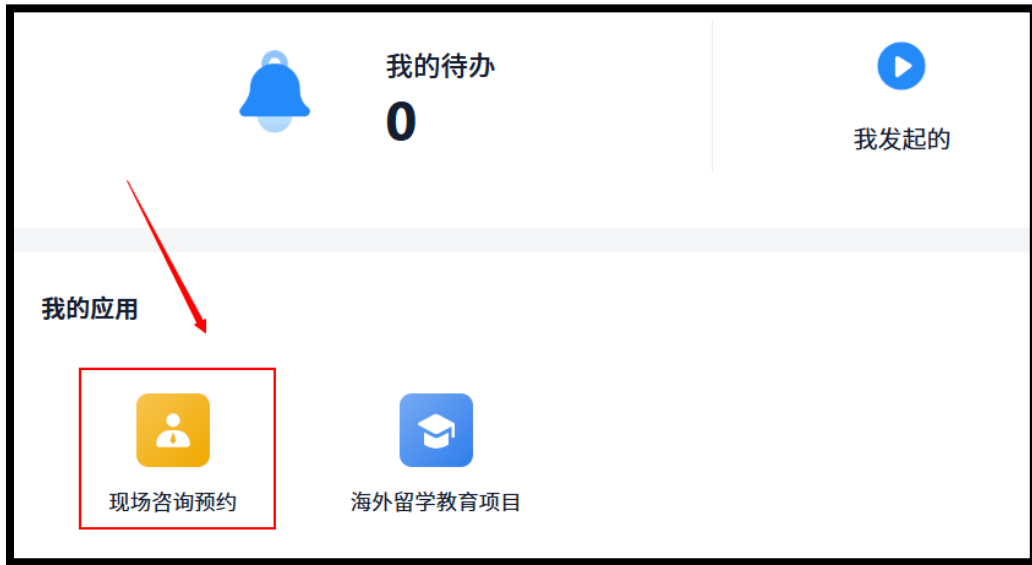 我的待办
0
我发起的
我的应用
现场咨询预约
海外留学教育项目